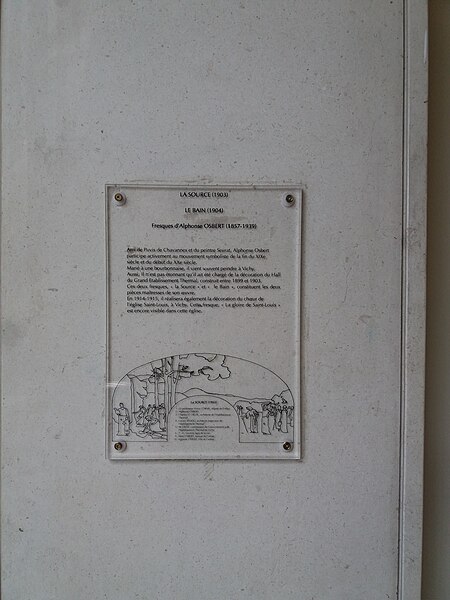 LA SOURCE (1903)
LE BAIN (1904)
Fresques d'Alphonse OSBERT (1857-1939)
Ami de Puvis de Chavannes et du peintre Seurat, Alphonse Osbert
participe activement au mouvement symboliste de la fin du XIXe
siècle et du début du XXe siècle.
Marié à une bourbonnaise, il vient souvent peindre à Vichy.
Aussi, il n'est pas étonnant qu'il ait été chargé de la décoration du Hall
du Grand Etablissement Thermal, construit entre 1899 et 1903.
Ces deux fresques, « la Source » et « le Bain », constituent les deux
pièces maîtresses de son œuvre.
En 1914-1915, il réalisera également la décoration du chœur de
l'église Saint-Louis, à Vichy. Cette fresque, « La gloire de Saint-Louis »
est encore visible dans cette église.
La SOURCE (1903)